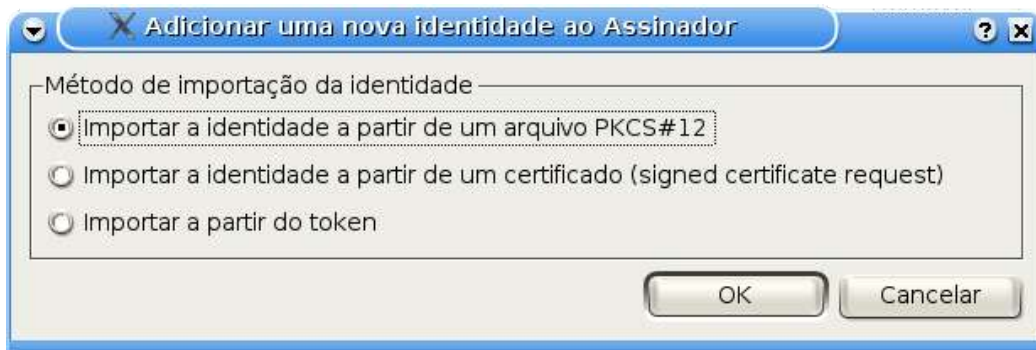 Adicionar uma nova identidade ao Assinador
Método de importação da identidade
Importar a identidade a partir de um arquivo PKCS#12
Importar a identidade a partir de um certificado (signed certificate request)
Importar a partir do token
OK Cancelar